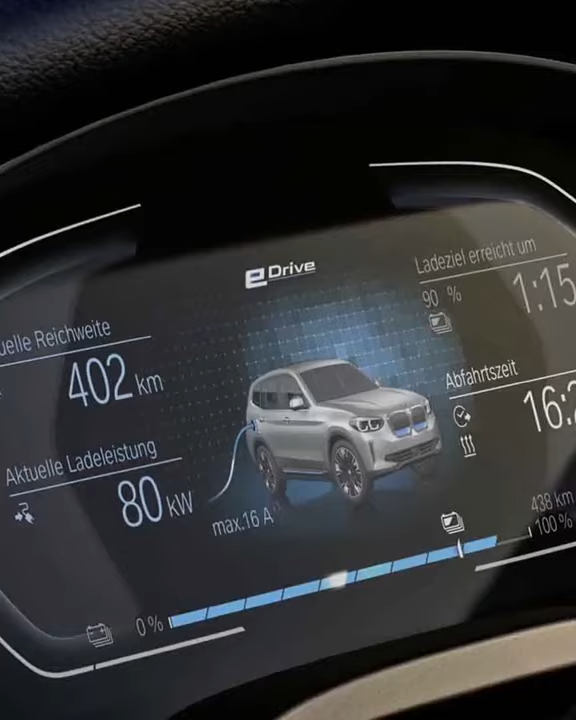 eDrive
Ladeziel erreicht um
90 %
1:15
uelle Reichweite
402 km
Abfahrtszeit
16:2
Aktuelle Ladeleistung
80 kW
max.16 A
438 km
100 %
0 %